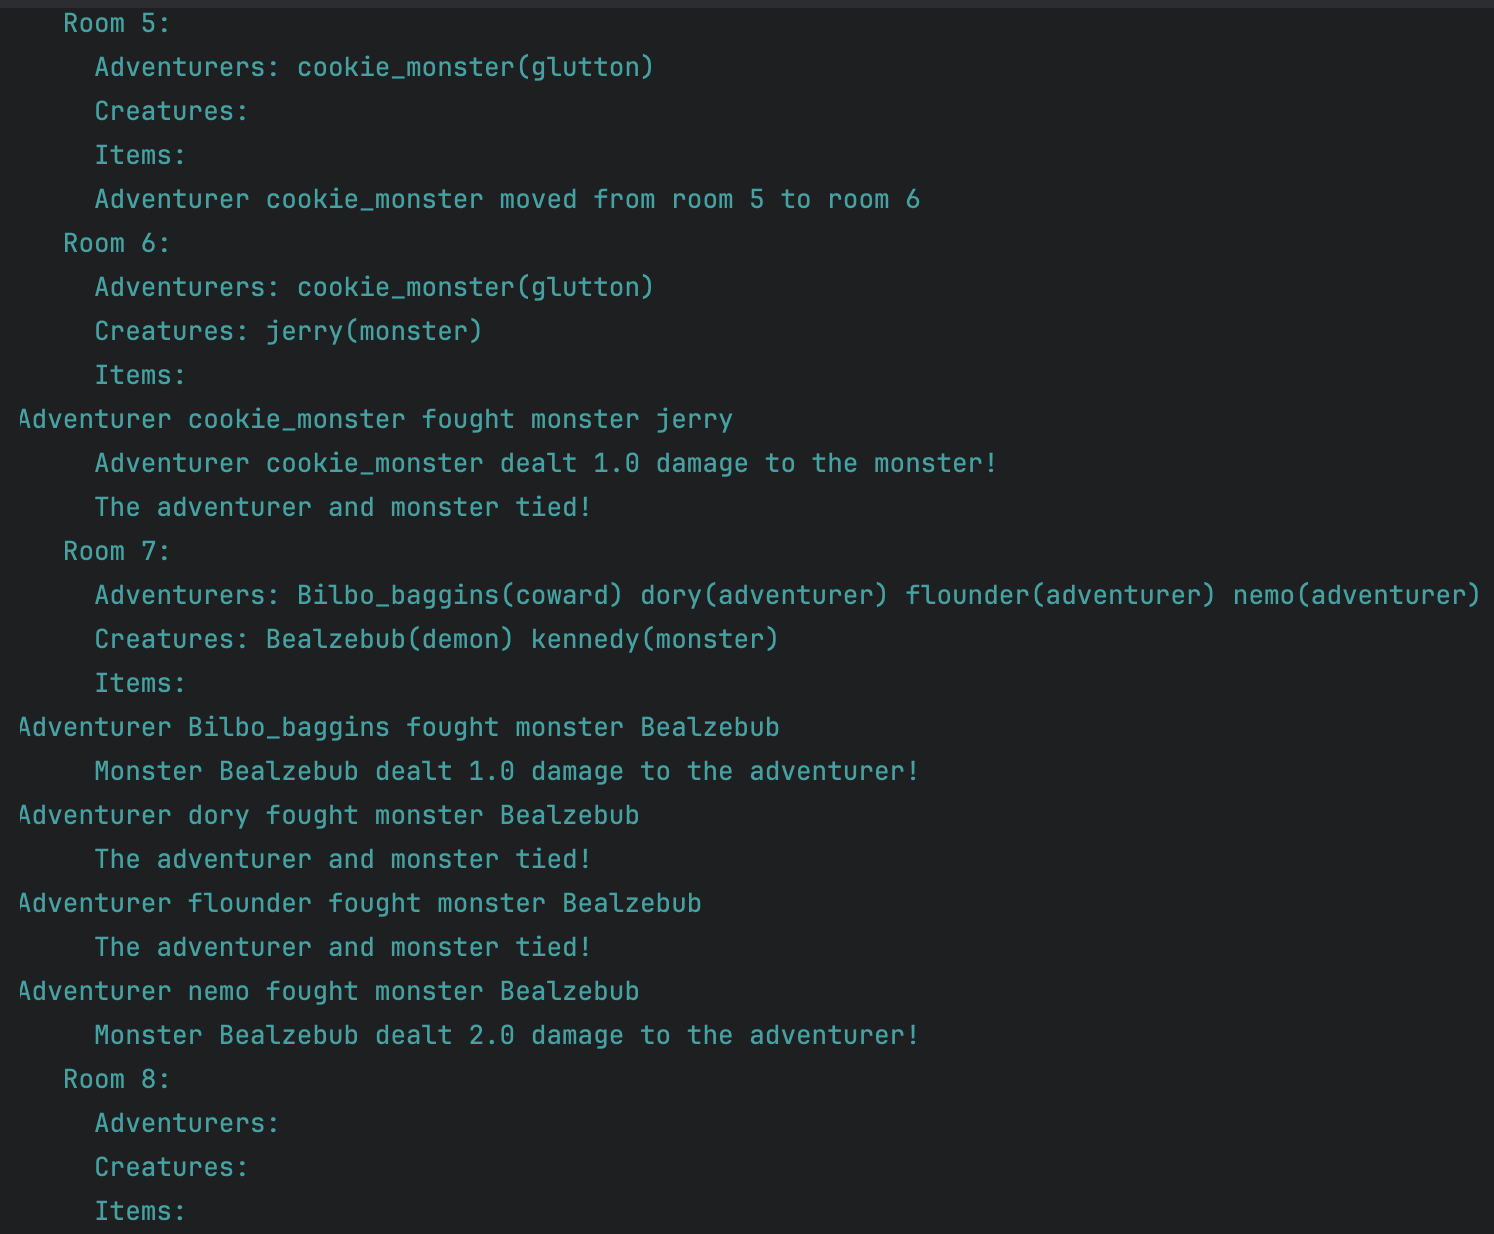 Room 5:
Adventurers: cookie_monster(glutton)
Creatures:
Items:
Adventurer cookie_monster moved from room 5 to room 6
Room 6:
Adventurers: cookie_monster(glutton)
Creatures: jerry(monster)
Items:
Adventurer cookie_monster fought monster jerry
Adventurer cookie_monster dealt 1.0 damage to the monster!
The adventurer and monster tied!
Room 7:
Adventurers: Bilbo_baggins(coward) dory(adventurer) flounder(adventurer) nemo(adventurer)
Creatures: Bealzebub(demon) kennedy(monster)
Items:
Adventurer Bilbo_baggins fought monster Bealzebub
Monster Bealzebub dealt 1.0 damage to the adventurer!
Adventurer dory fought monster Bealzebub
The adventurer and monster tied!
Adventurer flounder fought monster Bealzebub
The adventurer and monster tied!
Adventurer nemo fought monster Bealzebub
Monster Bealzebub dealt 2.0 damage to the adventurer!
Room 8:
Adventurers:
Creatures:
Items: